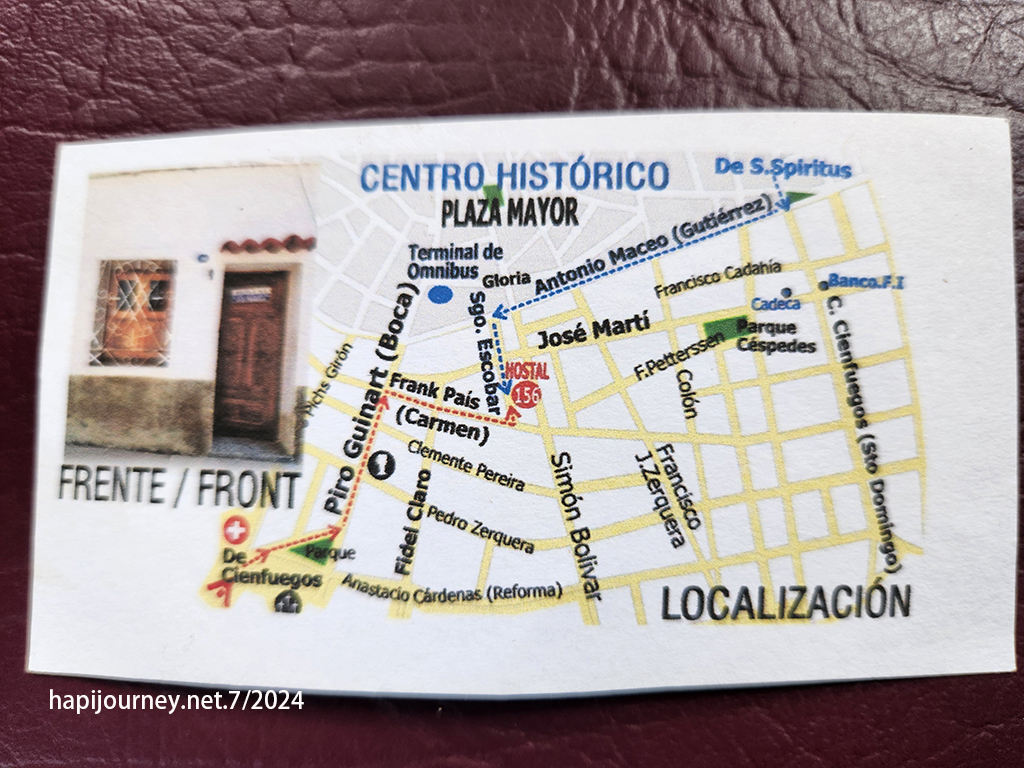 CENTRO HISTÓRICO
PLAZA MAYOR
De S.Spiritus
Terminal de
Omnibus
Gloria
Antonio Maceo (Gutiérrez)
Francisco Cadahía
Banco.F.I
Cadeca
Sgo. Escobar
José Martí
Parque
Céspedes
F.Petterssen
Colón
C. Cienfuegos (Sto Domingo)
HOSTAL
156
Pichs Girón
Piro Guinart (Boca)
Frank País
(Carmen)
Clemente Pereira
Simón Bolivar
Francisco
J.Zerquera
FRENTE / FRONT
Fidel Claro
Pedro Zerquera
Parque
De
Cienfuegos
Anastacio Cárdenas (Reforma)
LOCALIZACIÓN
hapijourney.net.7/2024